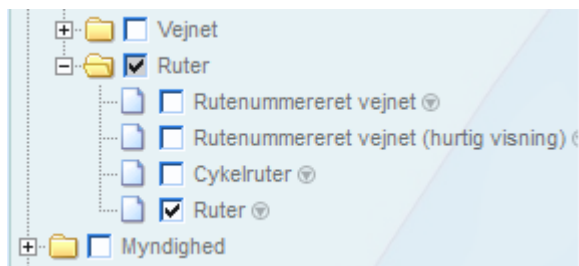 Vejnet
Ruter
Rutenummereret vejnet
Rutenummereret vejnet (hurtig visning)
Cykelruter
Ruter
Myndighed